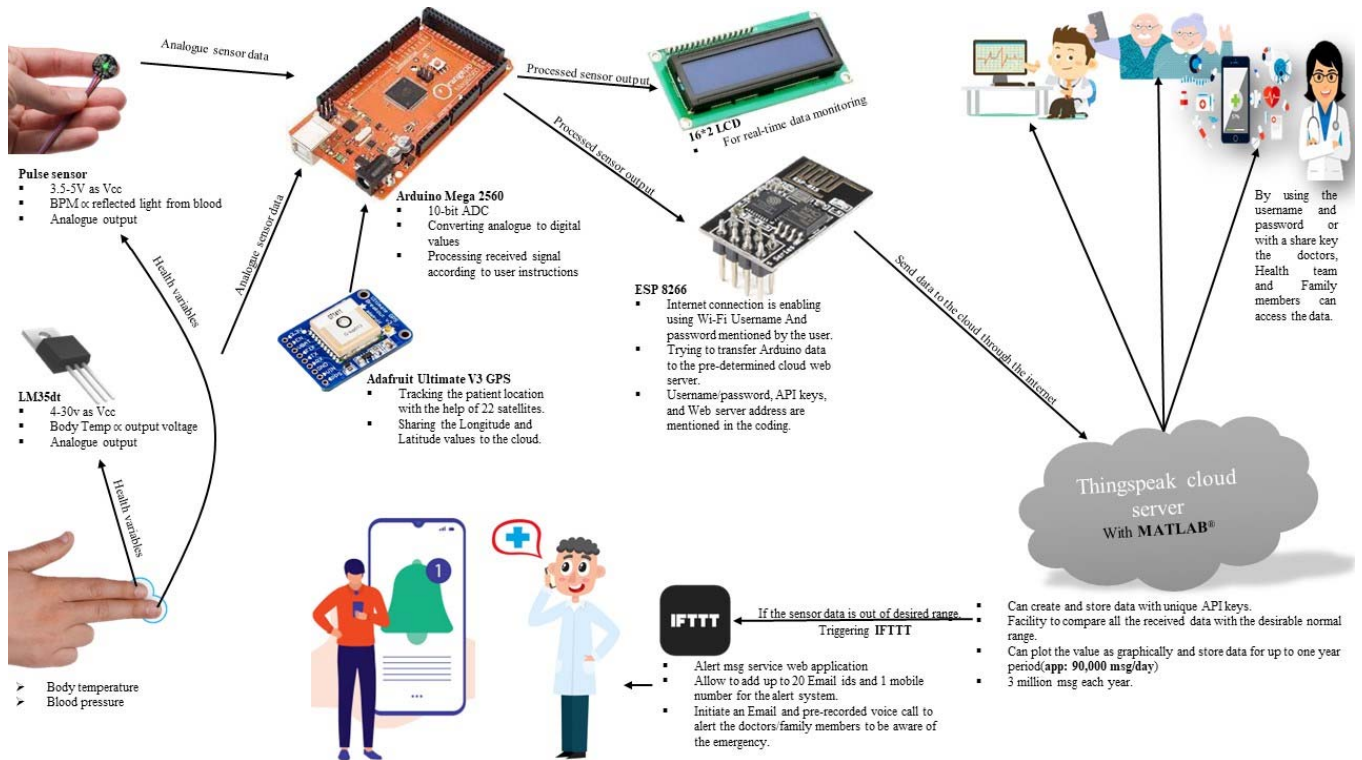 Analogue sensor data
Processed sensor output
16*2 LCD
▪ For real-time data monitoring
Processed sensor output
Pulse sensor
▪ 3.5-5V as Vcc
▪ BPM ∝ reflected light from blood
▪ Analogue output
Analogue sensor data
Health variables
Arduino Mega 2560
▪ 10-bit ADC
▪ Converting analogue to digital
values
▪ Processing received signal
according to user instructions
ESP 8266
▪ Internet connection is enabling
using Wi-Fi Username And
password mentioned by the user.
▪ Trying to transfer Arduino data
to the pre-determined cloud web
server.
▪ Username/password, API keys,
and Web server address are
mentioned in the coding.
Send data to the cloud through the internet
By using the
username and
password or
with a share key
the doctors,
Health team
and Family
members can
access the data.
LM35dt
▪ 4-30v as Vcc
▪ Body Temp ∝ output voltage
▪ Analogue output
Health variables
Adafruit Ultimate V3 GPS
▪ Tracking the patient location
with the help of 22 satellites.
▪ Sharing the Longitude and
Latitude values to the cloud.
Thingspeak cloud
server
With MATLAB®
➢ Body temperature
➢ Blood pressure
1
IFTTT
If the sensor data is out of desired range.
Triggering IFTTT
▪ Alert msg service web application
▪ Allow to add up to 20 Email ids and 1 mobile
number for the alert system.
▪ Initiate an Email and pre-recorded voice call to
alert the doctors/family members to be aware of
the emergency.
▪ Can create and store data with unique API keys.
▪ Facility to compare all the received data with the desirable normal
range.
▪ Can plot the value as graphically and store data for up to one year
period(app: 90,000 msg/day)
▪ 3 million msg each year.